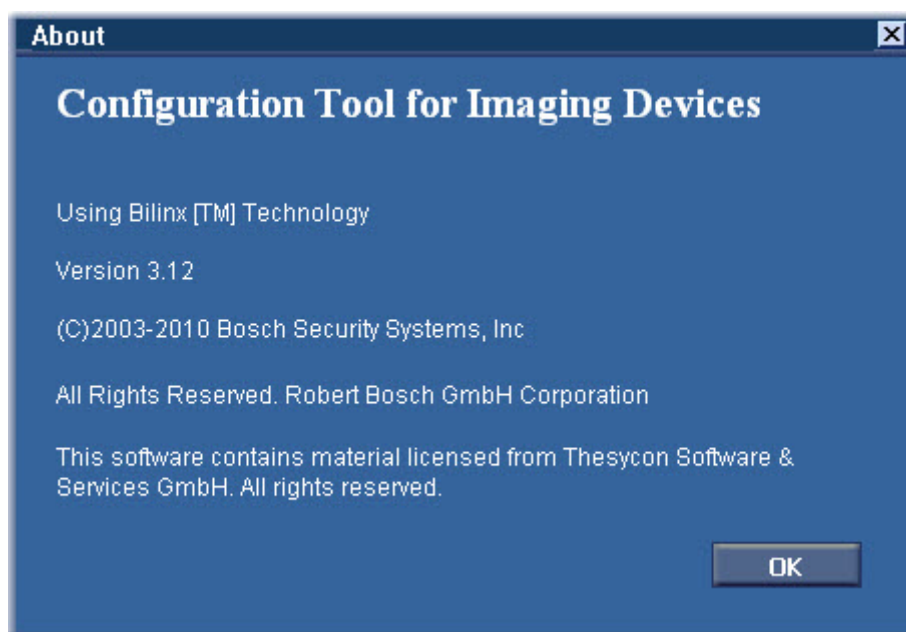 About
Configuration Tool for Imaging Devices
Using Bilinx [TM] Technology
Version 3.12
(C)2003-2010 Bosch Security Systems, Inc
All Rights Reserved. Robert Bosch GmbH Corporation
This software contains material licensed from Thesycon Software &
Services GmbH. All rights reserved.
OK